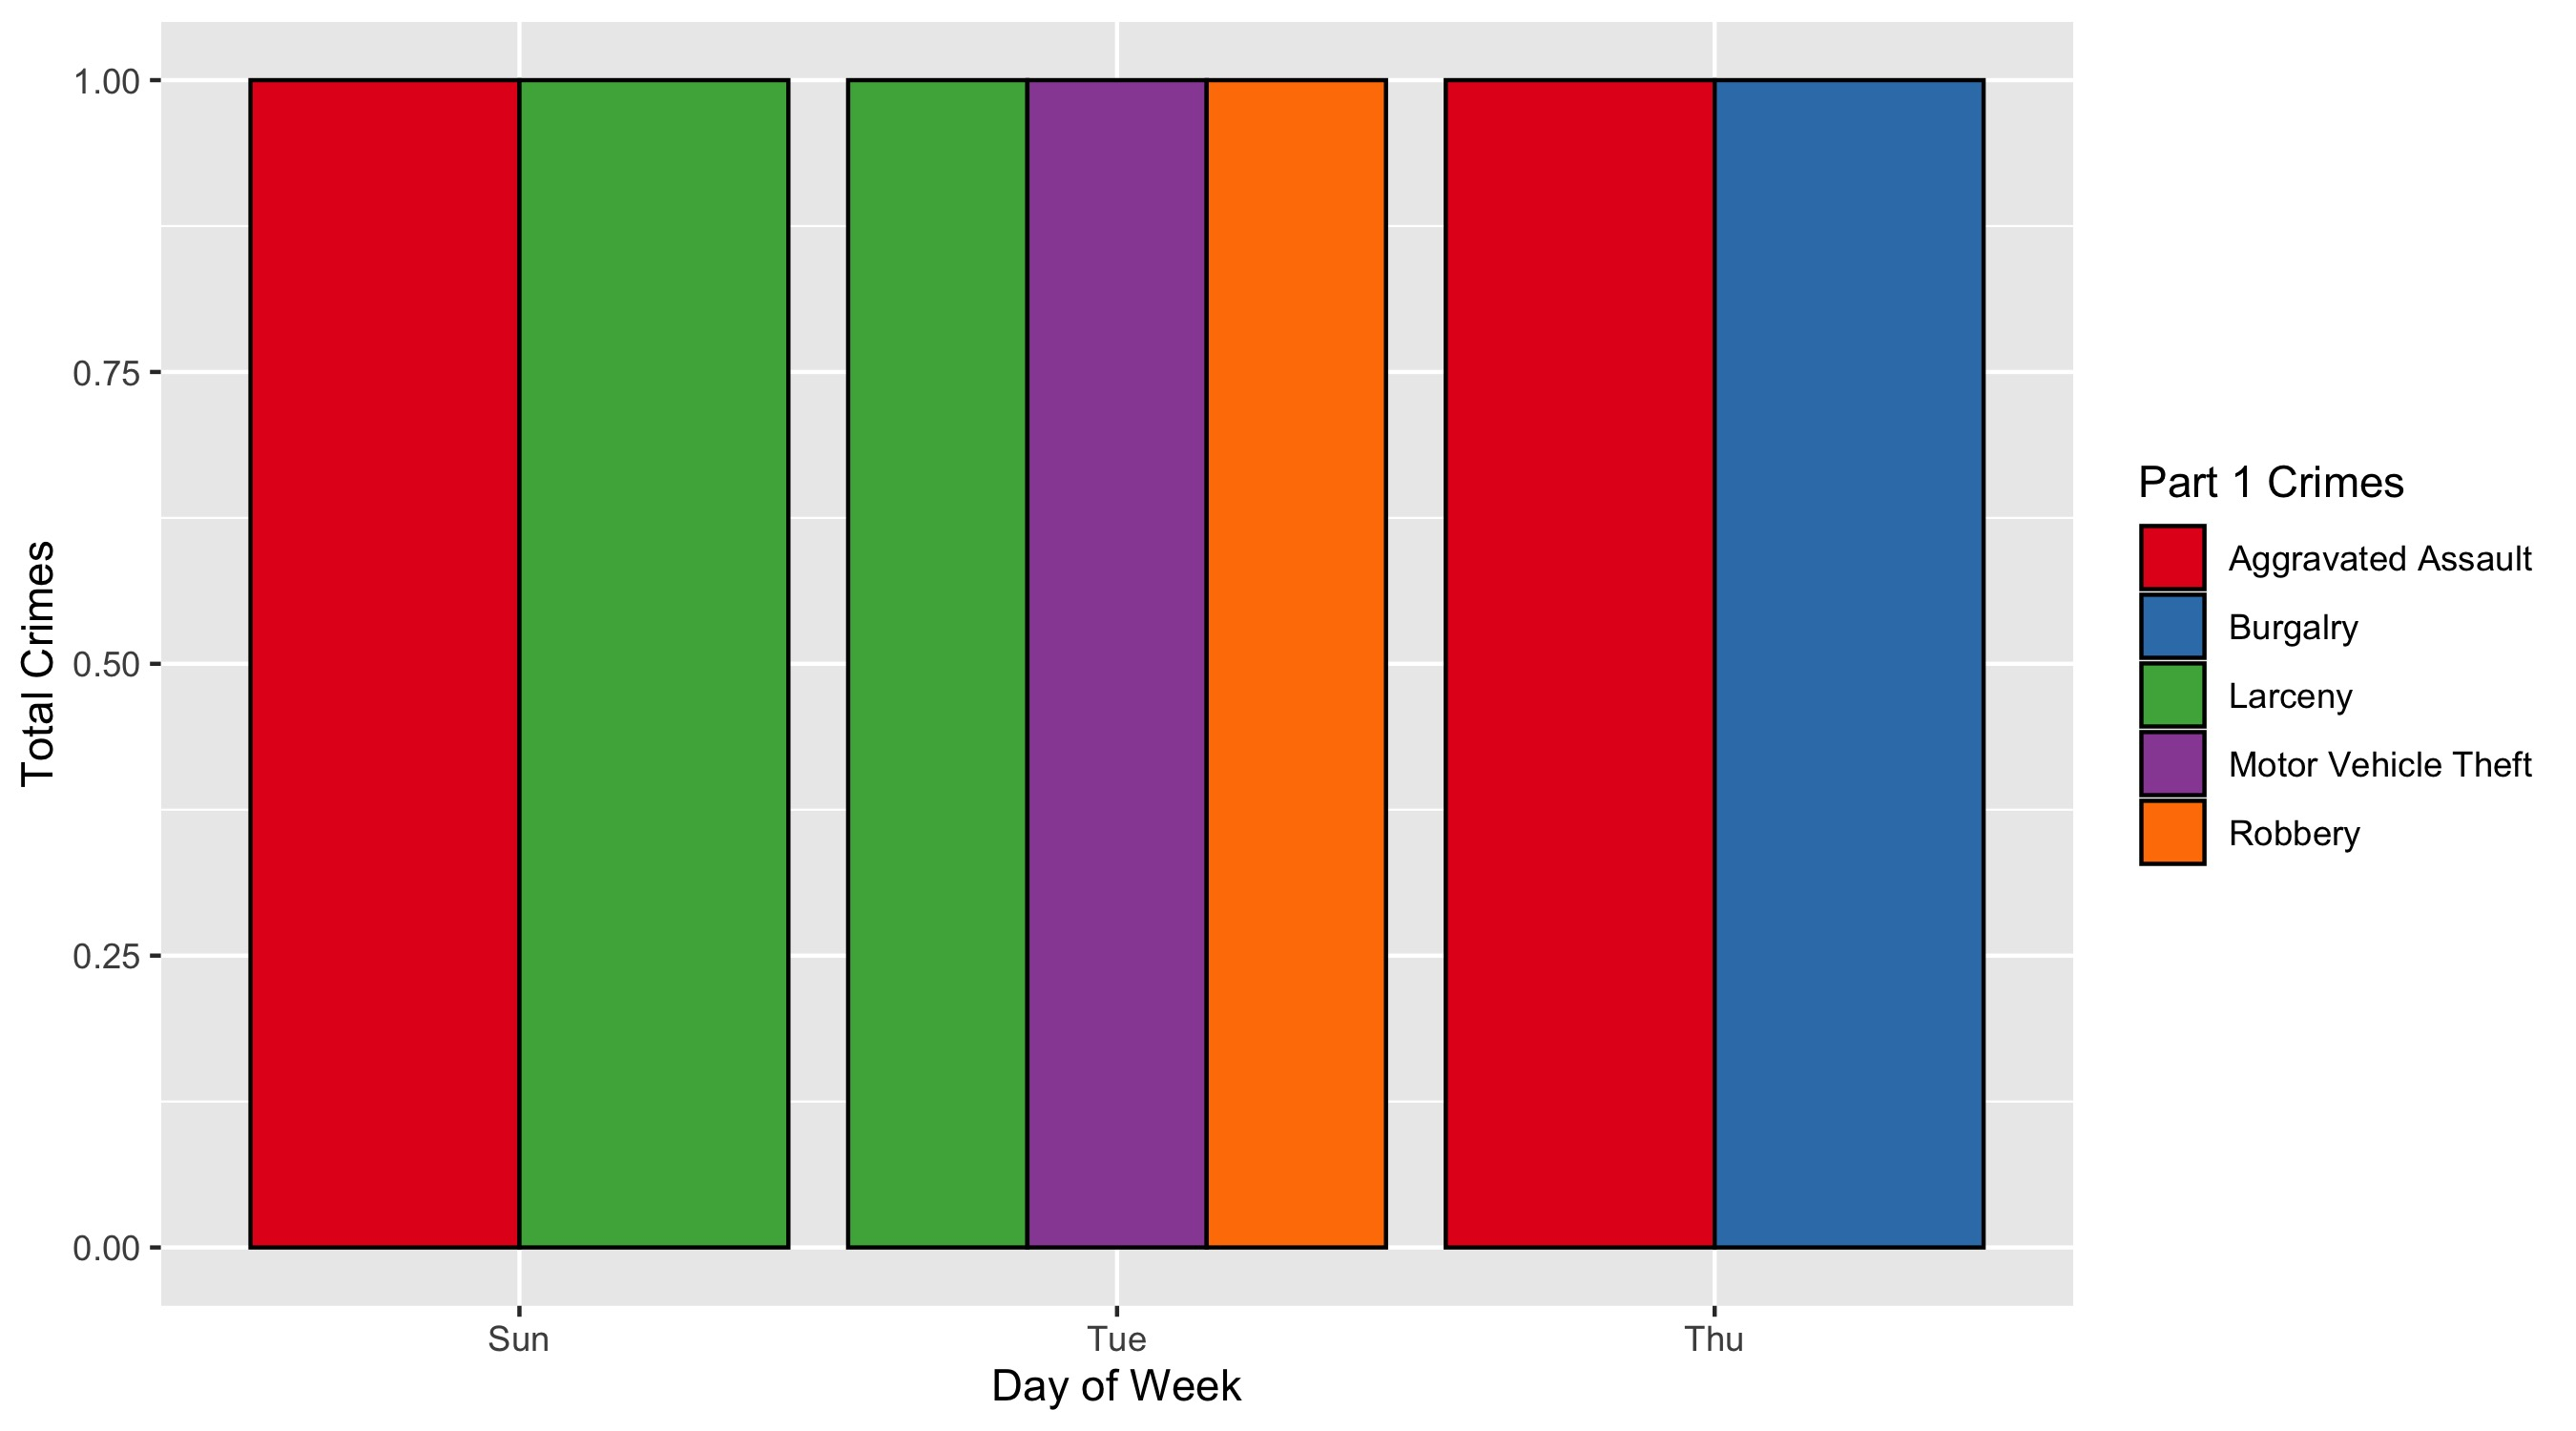 Total Crimes
1.00
0.75
0.50
0.25
0.00
Sun Tue Thu
Day of Week
Part 1 Crimes
Aggravated Assault
Burgalry
Larceny
Motor Vehicle Theft
Robbery